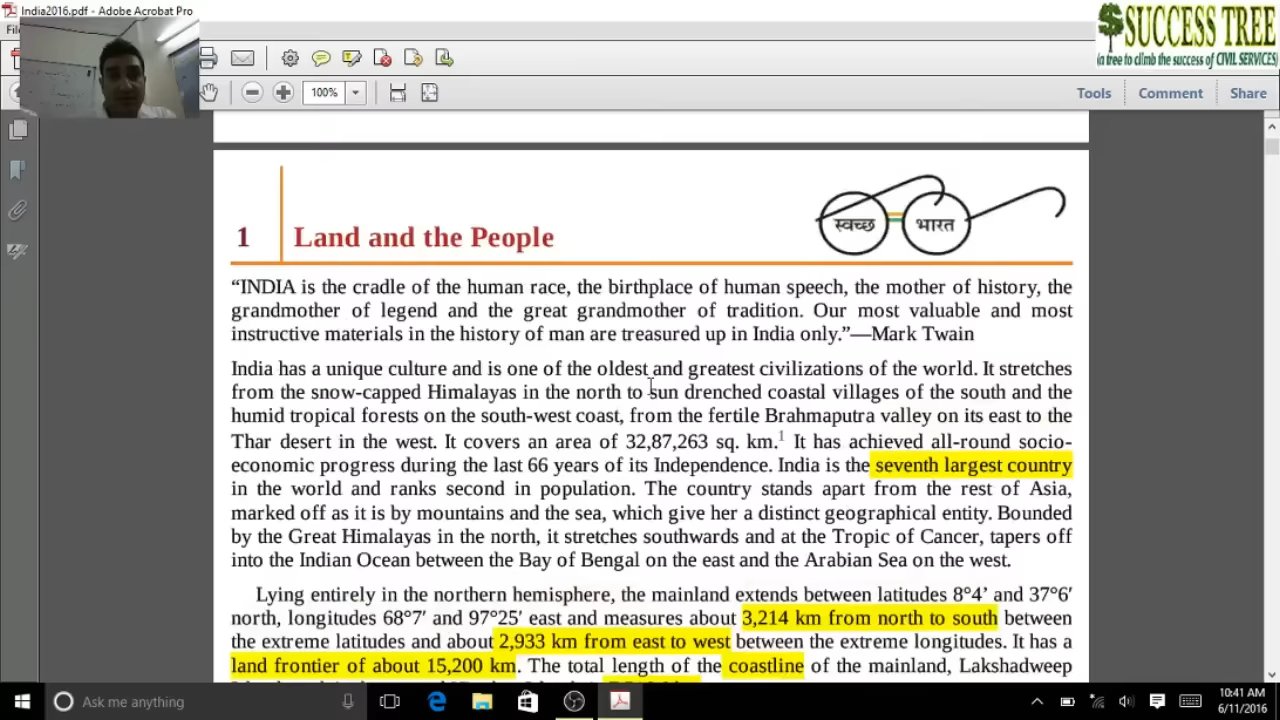 India2016.pdf - Adobe Acrobat Pro
SUCCESS TREE
(a tree to climb the success of CIVIL SERVICES)
100%
Tools
Comment
Share
स्वच्छ भारत
1 Land and the People
“INDIA is the cradle of the human race, the birthplace of human speech, the mother of history, the
grandmother of legend and the great grandmother of tradition. Our most valuable and most
instructive materials in the history of man are treasured up in India only.”—Mark Twain
India has a unique culture and is one of the oldest and greatest civilizations of the world. It stretches
from the snow-capped Himalayas in the north to sun drenched coastal villages of the south and the
humid tropical forests on the south-west coast, from the fertile Brahmaputra valley on its east to the
Thar desert in the west. It covers an area of 32,87,263 sq. km.1 It has achieved all-round socio-
economic progress during the last 66 years of its Independence. India is the seventh largest country
in the world and ranks second in population. The country stands apart from the rest of Asia,
marked off as it is by mountains and the sea, which give her a distinct geographical entity. Bounded
by the Great Himalayas in the north, it stretches southwards and at the Tropic of Cancer, tapers off
into the Indian Ocean between the Bay of Bengal on the east and the Arabian Sea on the west.
Lying entirely in the northern hemisphere, the mainland extends between latitudes 8°4’ and 37°6′
north, longitudes 68°7′ and 97°25′ east and measures about 3,214 km from north to south between
the extreme latitudes and about 2,933 km from east to west between the extreme longitudes. It has a
land frontier of about 15,200 km. The total length of the coastline of the mainland, Lakshadweep
Ask me anything
10:41 AM
6/11/2016